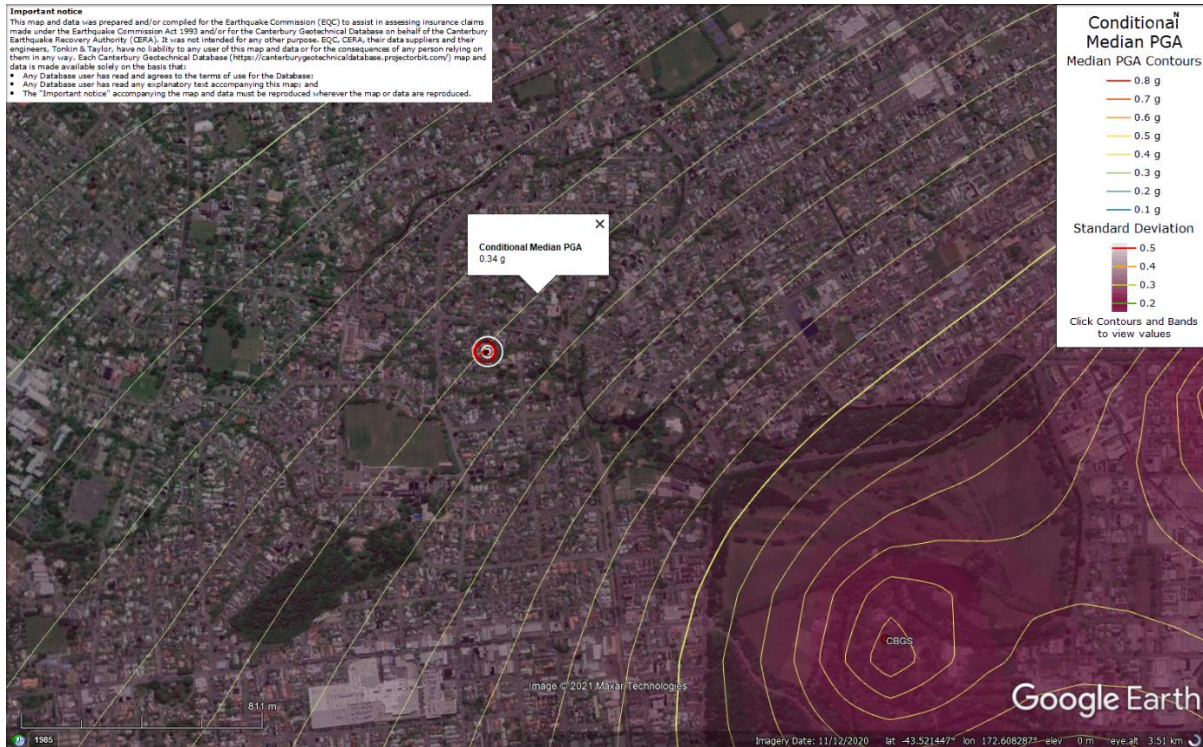 Important notice
This map and data was prepared and/or compiled for the Earthquake Commission (EQC) to assist in assessing insurance claims
made under the Earthquake Commission Act 1993 and/or for the Canterbury Geotechnical Database on behalf of the Canterbury
Earthquake Recovery Authority (CERA). It was not intended for any other purpose. EQC, CERA, their data suppliers and their
engineers, Tonkin & Taylor, have no liability to any user of this map and data or for the consequences of any person relying on
them in any way. Each Canterbury Geotechnical Database (https://canterburygeotechnicaldatabase.projectorbit.com/) map and
data is made available solely on the basis that:
• Any Database user has read and agrees to the terms of use for the Database;
• Any Database user has read any explanatory text accompanying this map; and
• The "Important notice" accompanying the map and data must be reproduced wherever the map or data are reproduced.
N
Conditional
Median PGA
Median PGA Contours
0.8 g
0.7 g
0.6 g
0.5 g
0.4 g
0.3 g
0.2 g
0.1 g
Standard Deviation
0.5
0.4
0.3
0.2
Click Contours and Bands
to view values
Conditional Median PGA
0.34 g
CBGS
Image © 2021 Maxar Technologies
Google Earth
811 m
1985
Imagery Date: 11/12/2020 lat -43.521447° lon 172.608287° elev 0 m eye alt 3.51 km